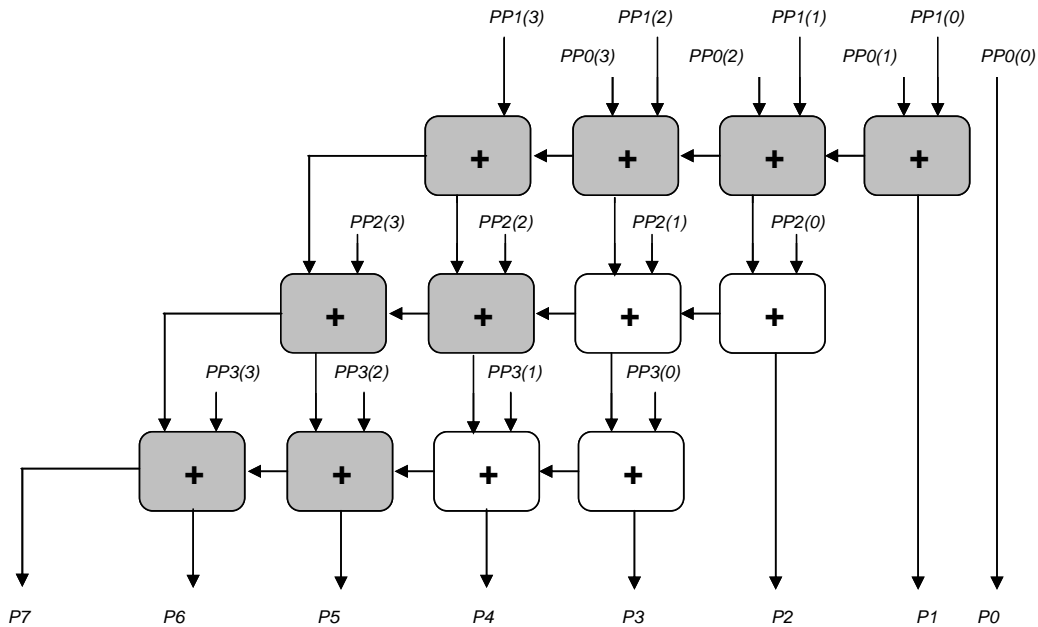 PP1(3) PP1(2) PP1(1) PP1(0)
PP0(3) PP0(2) PP0(1) PP0(0)
+ + + +
PP2(3) PP2(2) PP2(1) PP2(0)
+ + + +
PP3(3) PP3(2) PP3(1) PP3(0)
+ + + +
P7 P6 P5 P4 P3 P2 P1 P0